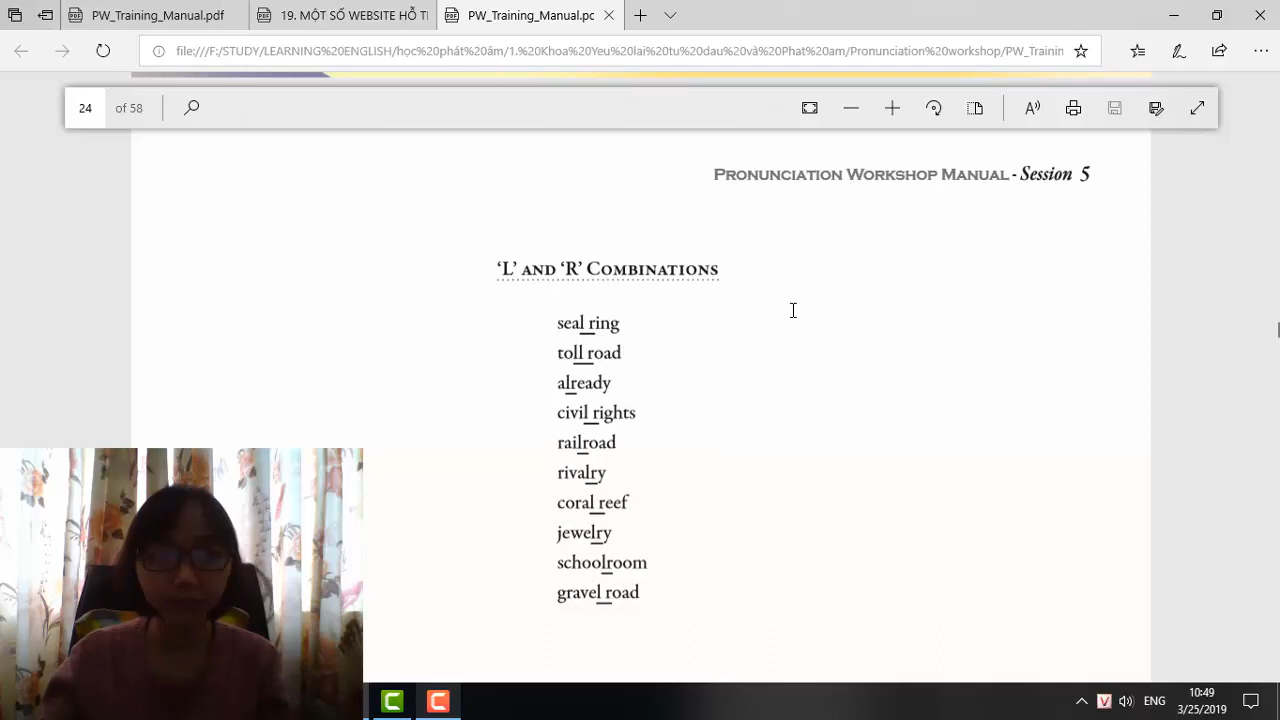 PW_Training_Manual.pdf
19. MỘT SỐ WEBSITE HỖ T
PW_Training_Manual.pc
file:///F:/STUDY/LEARNING%20ENGLISH/học%20phát%20âm/1.%20Khoa%20Yeu%20lai%20tu%20dau%20và%20Phat%20am/Pronunciation%20workshop/PW_Trainin
24 of 58
Pronunciation Workshop Manual - Session 5
‘L’ and ‘R’ Combinations
seal ring
toll road
already
civil rights
railroad
rivalry
coral reef
jewelry
schoolroom
gravel road
V ENG
10:49
3/25/2019